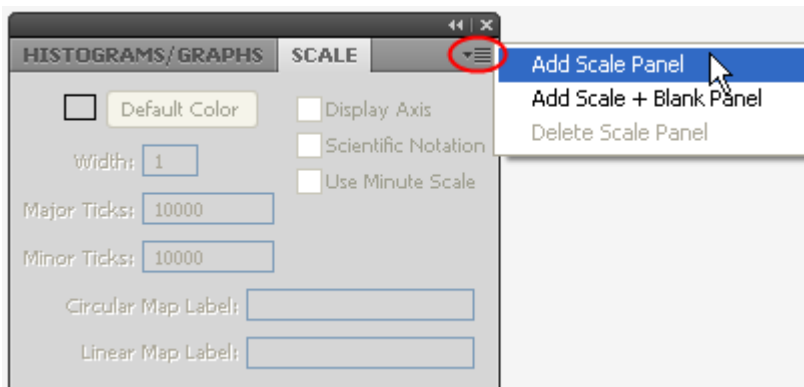 HISTOGRAMS/GRAPHS SCALE
Add Scale Panel
Add Scale + Blank Panel
Delete Scale Panel
Default Color
Display Axis
Scientific Notation
Use Minute Scale
Width: 1
Major Ticks: 10000
Minor Ticks: 10000
Circular Map Label:
Linear Map Label: